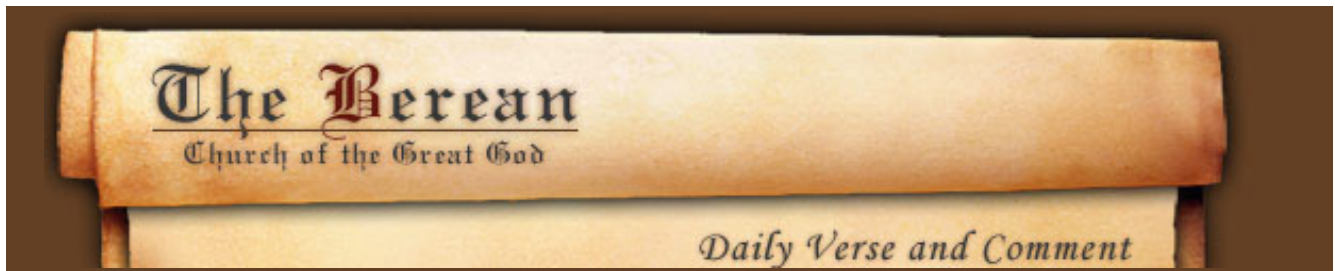 The Berean
Church of the Great God
Daily Verse and Comment